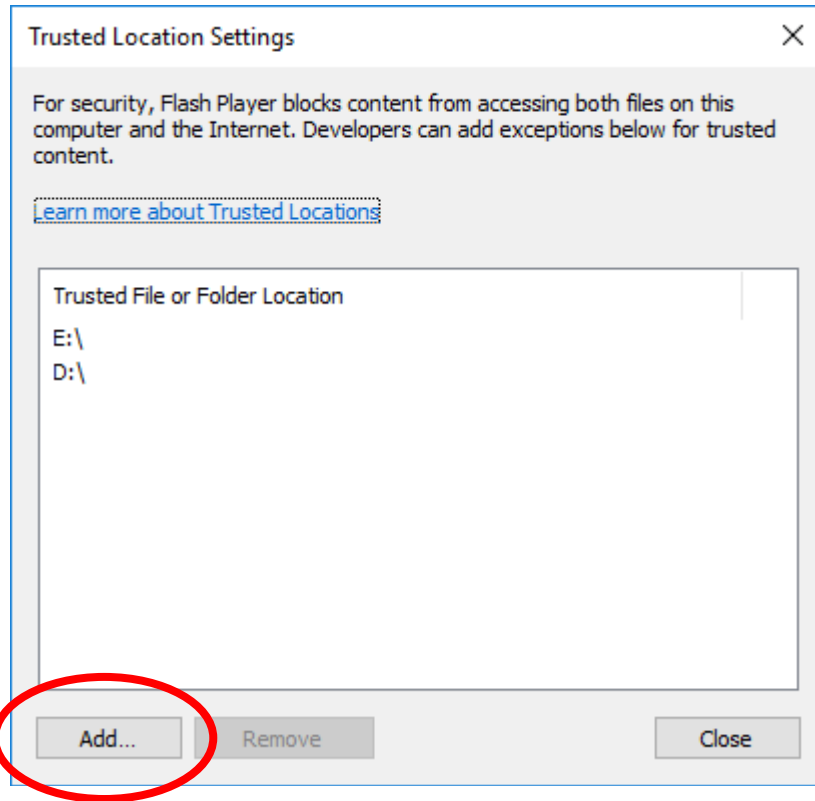 Trusted Location Settings
For security, Flash Player blocks content from accessing both files on this
computer and the Internet. Developers can add exceptions below for trusted
content.
Learn more about Trusted Locations
Trusted File or Folder Location
E:\
D:\
Add... Remove Close